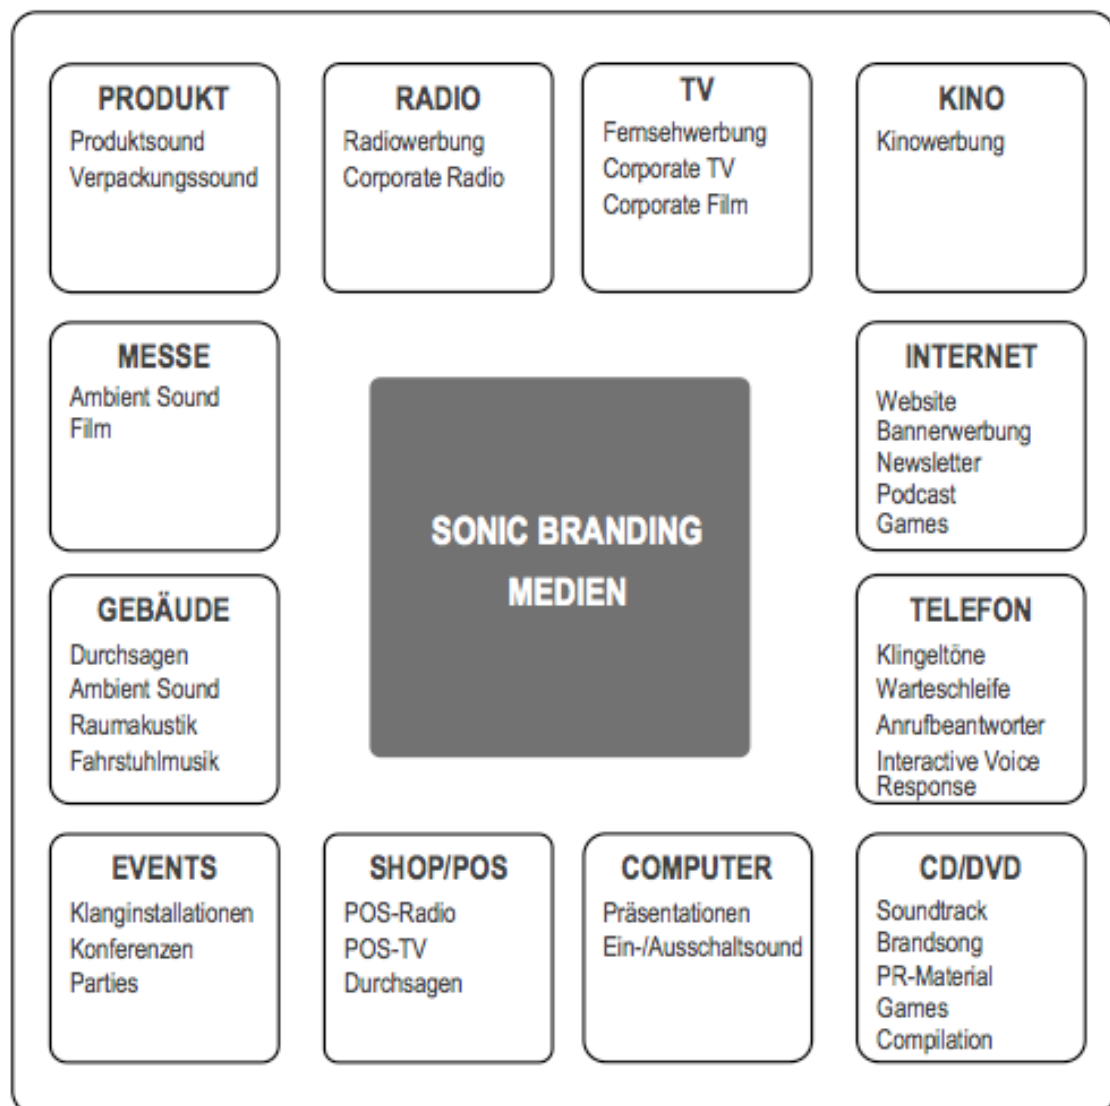 PRODUKT
Produktsound
Verpackungssound
RADIO
Radiowerbung
Corporate Radio
TV
Fernsehwerbung
Corporate TV
Corporate Film
KINO
Kinowerbung
MESSE
Ambient Sound
Film
SONIC BRANDING
MEDIEN
INTERNET
Website
Bannerwerbung
Newsletter
Podcast
Games
GEBÄUDE
Durchsagen
Ambient Sound
Raumakustik
Fahrstuhlmusik
TELEFON
Klingeltöne
Warteschleife
Anrufbeantworter
Interactive Voice
Response
EVENTS
Klanginstallationen
Konferenzen
Parties
SHOP/POS
POS-Radio
POS-TV
Durchsagen
COMPUTER
Präsentationen
Ein-/Ausschaltsound
CD/DVD
Soundtrack
Brandsong
PR-Material
Games
Compilation